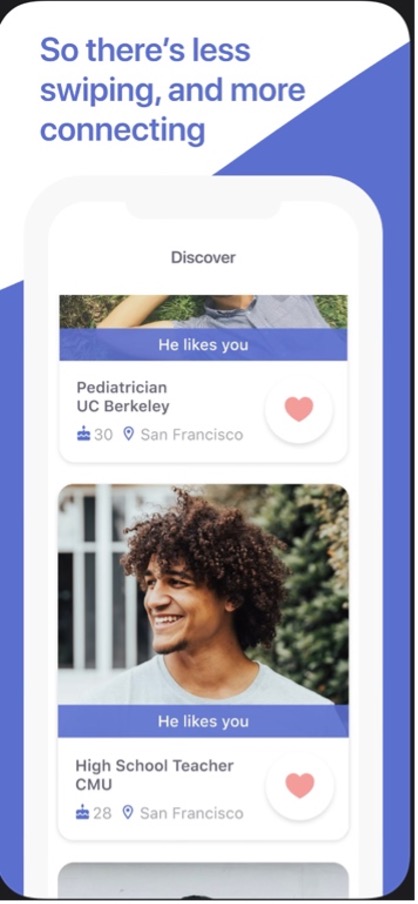 So there's less
swiping, and more
connecting
Discover
He likes you
Pediatrician
UC Berkeley
30 San Francisco
He likes you
High School Teacher
CMU
28 San Francisco